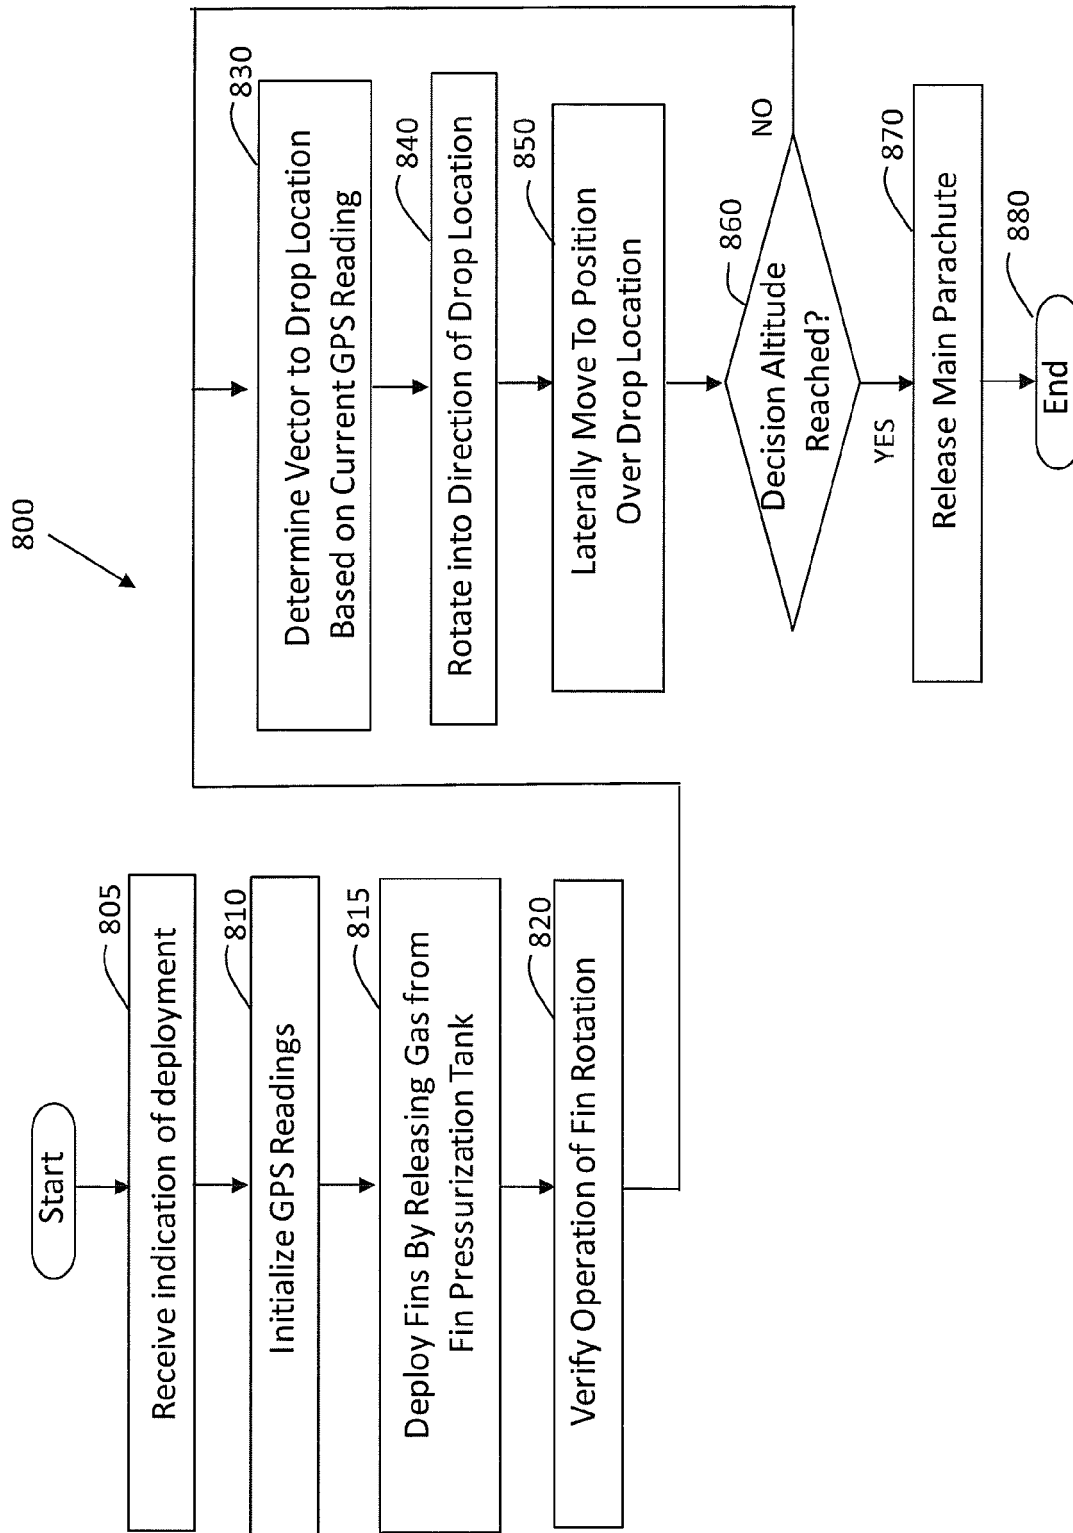 800
Start
805
Receive indication of deployment
810
Initialize GPS Readings
815
Deploy Fins By Releasing Gas from
Fin Pressurization Tank
820
Verify Operation of Fin Rotation
830
Determine Vector to Drop Location
Based on Current GPS Reading
840
Rotate into Direction of Drop Location
850
Laterally Move To Position
Over Drop Location
860
Decision Altitude
Reached?
NO
YES
870
Release Main Parachute
880
End